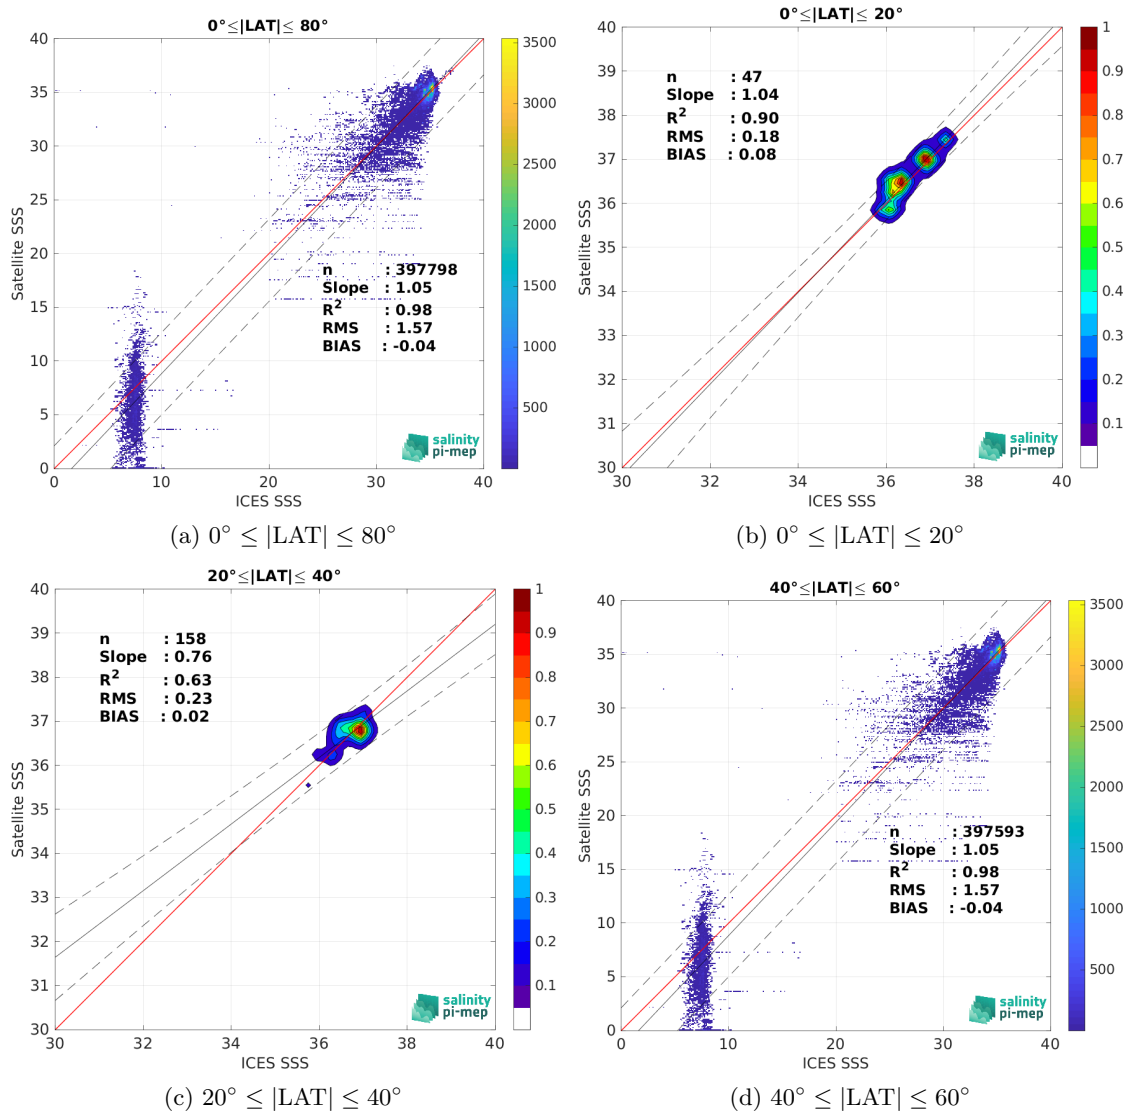 0°≤|LAT|≤ 80°
40
35
30
25
20
15
10
5
0
Satellite SSS
n : 397798
Slope : 1.05
R² : 0.98
RMS : 1.57
BIAS : -0.04
salinity
pi-mep
0 10 20 30 40
ICES SSS
3500
3000
2500
2000
1500
1000
500
(a) 0° ≤ |LAT| ≤ 80°
0°≤|LAT|≤ 20°
40
39
38
37
36
35
34
33
32
31
30
Satellite SSS
n : 47
Slope : 1.04
R² : 0.90
RMS : 0.18
BIAS : 0.08
salinity
pi-mep
30 32 34 36 38 40
ICES SSS
1
0.9
0.8
0.7
0.6
0.5
0.4
0.3
0.2
0.1
(b) 0° ≤ |LAT| ≤ 20°
20°≤|LAT|≤ 40°
40
39
38
37
36
35
34
33
32
31
30
Satellite SSS
n : 158
Slope : 0.76
R² : 0.63
RMS : 0.23
BIAS : 0.02
salinity
pi-mep
30 32 34 36 38 40
ICES SSS
1
0.9
0.8
0.7
0.6
0.5
0.4
0.3
0.2
0.1
(c) 20° ≤ |LAT| ≤ 40°
40°≤|LAT|≤ 60°
40
35
30
25
20
15
10
5
0
Satellite SSS
n : 397593
Slope : 1.05
R² : 0.98
RMS : 1.57
BIAS : -0.04
salinity
pi-mep
0 10 20 30 40
ICES SSS
3500
3000
2500
2000
1500
1000
500
(d) 40° ≤ |LAT| ≤ 60°